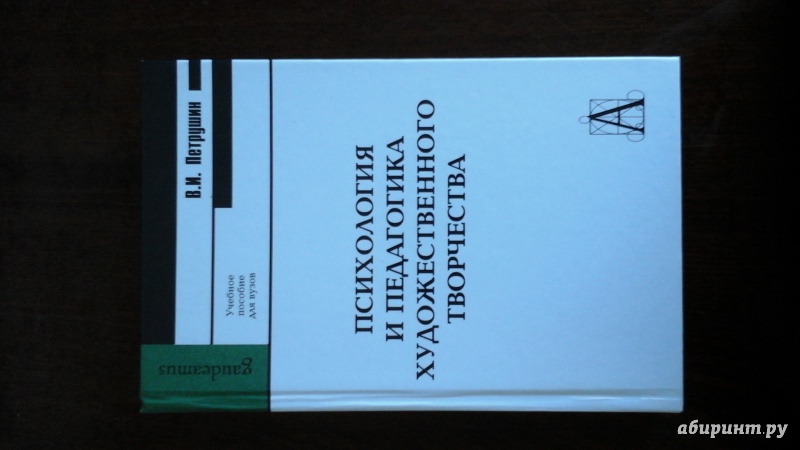 В.И. Петрушин
Учебное
пособие
для вузов
gaudeamus
ПСИХОЛОГИЯ
И ПЕДАГОГИКА
ХУДОЖЕСТВЕННОГО
ТВОРЧЕСТВА
А
абиринт.ру